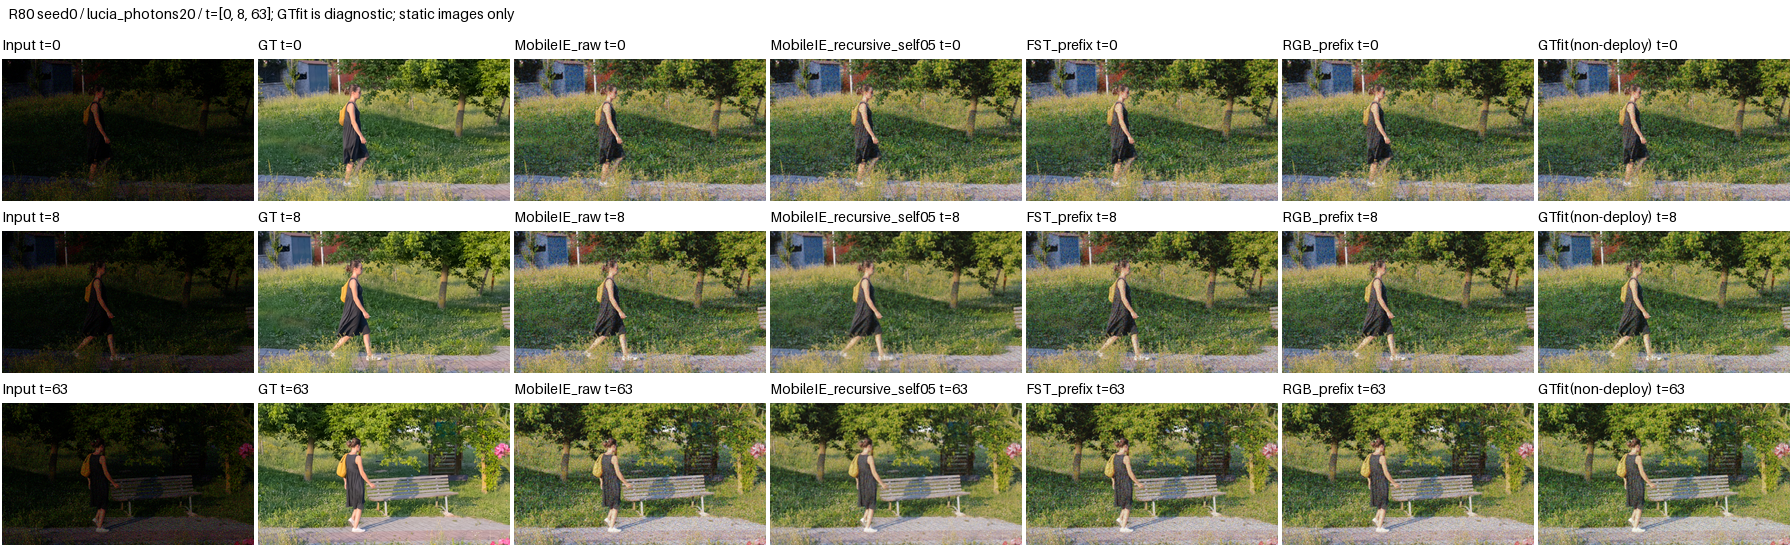 R80 seed0 / lucia_photons20 / t=[0, 8, 63]; GTfit is diagnostic; static images only
Input t=0 GT t=0 MobileIE_raw t=0 MobileIE_recursive_self05 t=0 FST_prefix t=0 RGB_prefix t=0 GTfit(non-deploy) t=0
Input t=8 GT t=8 MobileIE_raw t=8 MobileIE_recursive_self05 t=8 FST_prefix t=8 RGB_prefix t=8 GTfit(non-deploy) t=8
Input t=63 GT t=63 MobileIE_raw t=63 MobileIE_recursive_self05 t=63 FST_prefix t=63 RGB_prefix t=63 GTfit(non-deploy) t=63